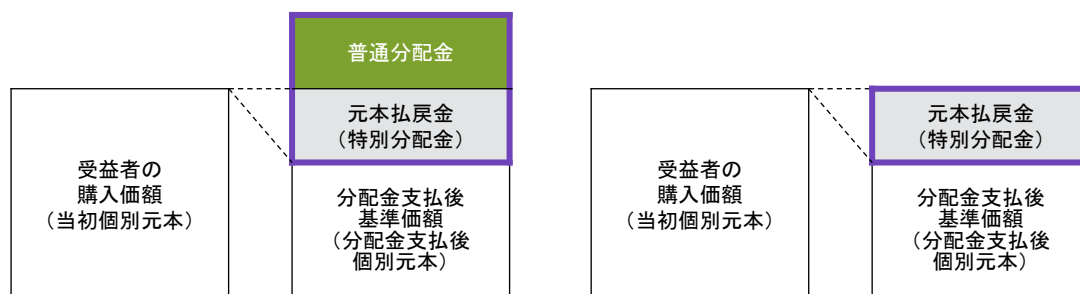 普通分配金
元本払戻金
（特別分配金）
受益者の
購入価額
（当初個別元本）
分配金支払後
基準価額
（分配金支払後
個別元本）
元本払戻金
（特別分配金）
受益者の
購入価額
（当初個別元本）
分配金支払後
基準価額
（分配金支払後
個別元本）